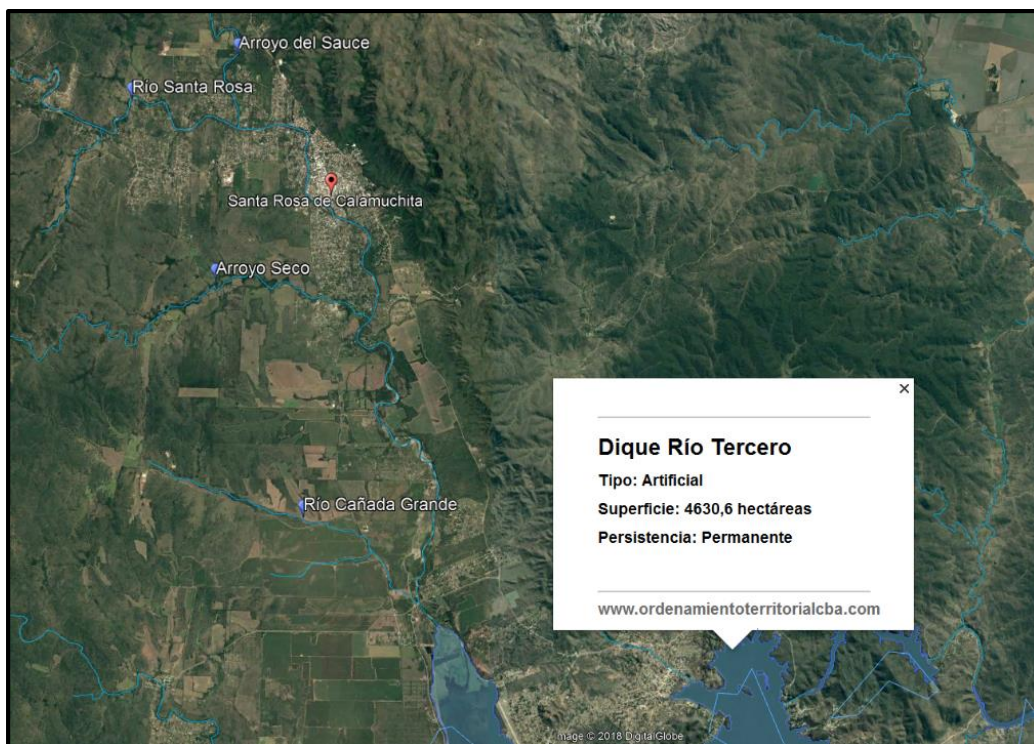 Arroyo del Sauce
Río Santa Rosa
Santa Rosa de Calamuchita
Arroyo Seco
Río Cañada Grande
×
Dique Río Tercero
Tipo: Artificial
Superficie: 4630,6 hectáreas
Persistencia: Permanente
www.ordenamientoterritorialcba.com
Image © 2018 DigitalGlobe